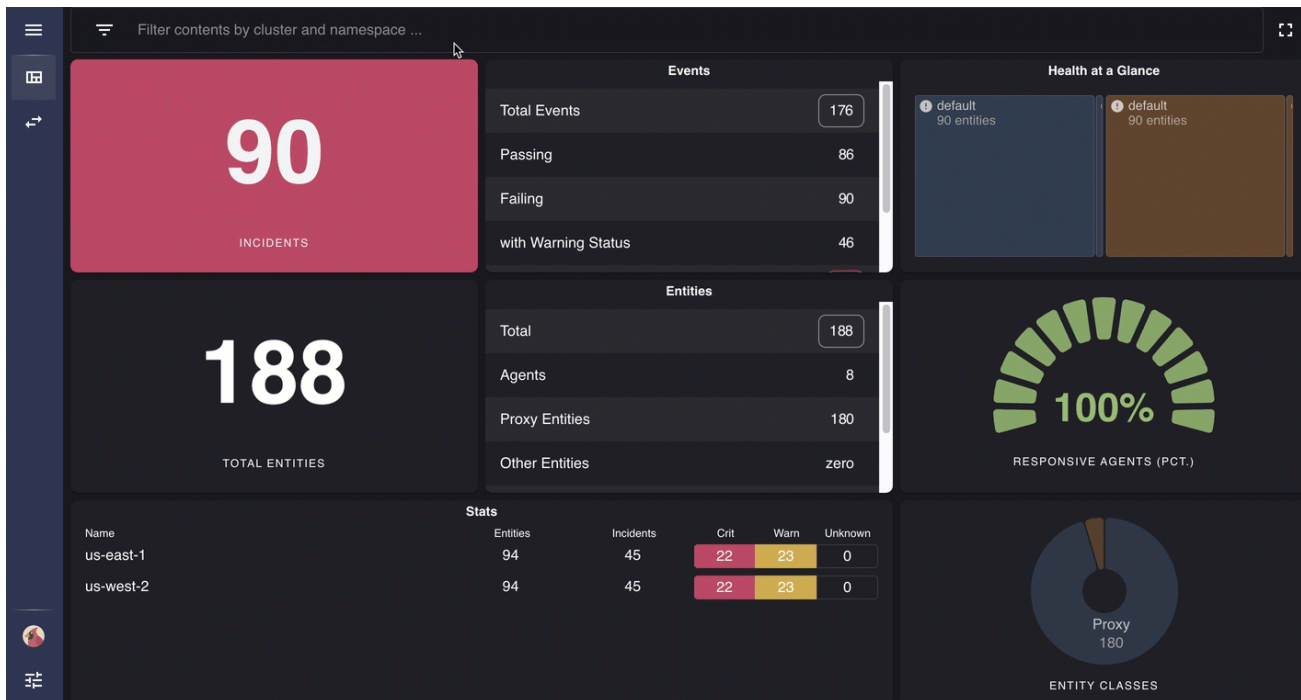 Filter contents by cluster and namespace ...
90
INCIDENTS
Events
Total Events 176
Passing 86
Failing 90
with Warning Status 46
Health at a Glance
default
90 entities
default
90 entities
188
TOTAL ENTITIES
Entities
Total 188
Agents 8
Proxy Entities 180
Other Entities zero
100%
RESPONSIVE AGENTS (PCT.)
Stats
Name Entities Incidents Crit Warn Unknown
us-east-1 94 45 22 23 0
us-west-2 94 45 22 23 0
Proxy
180
ENTITY CLASSES